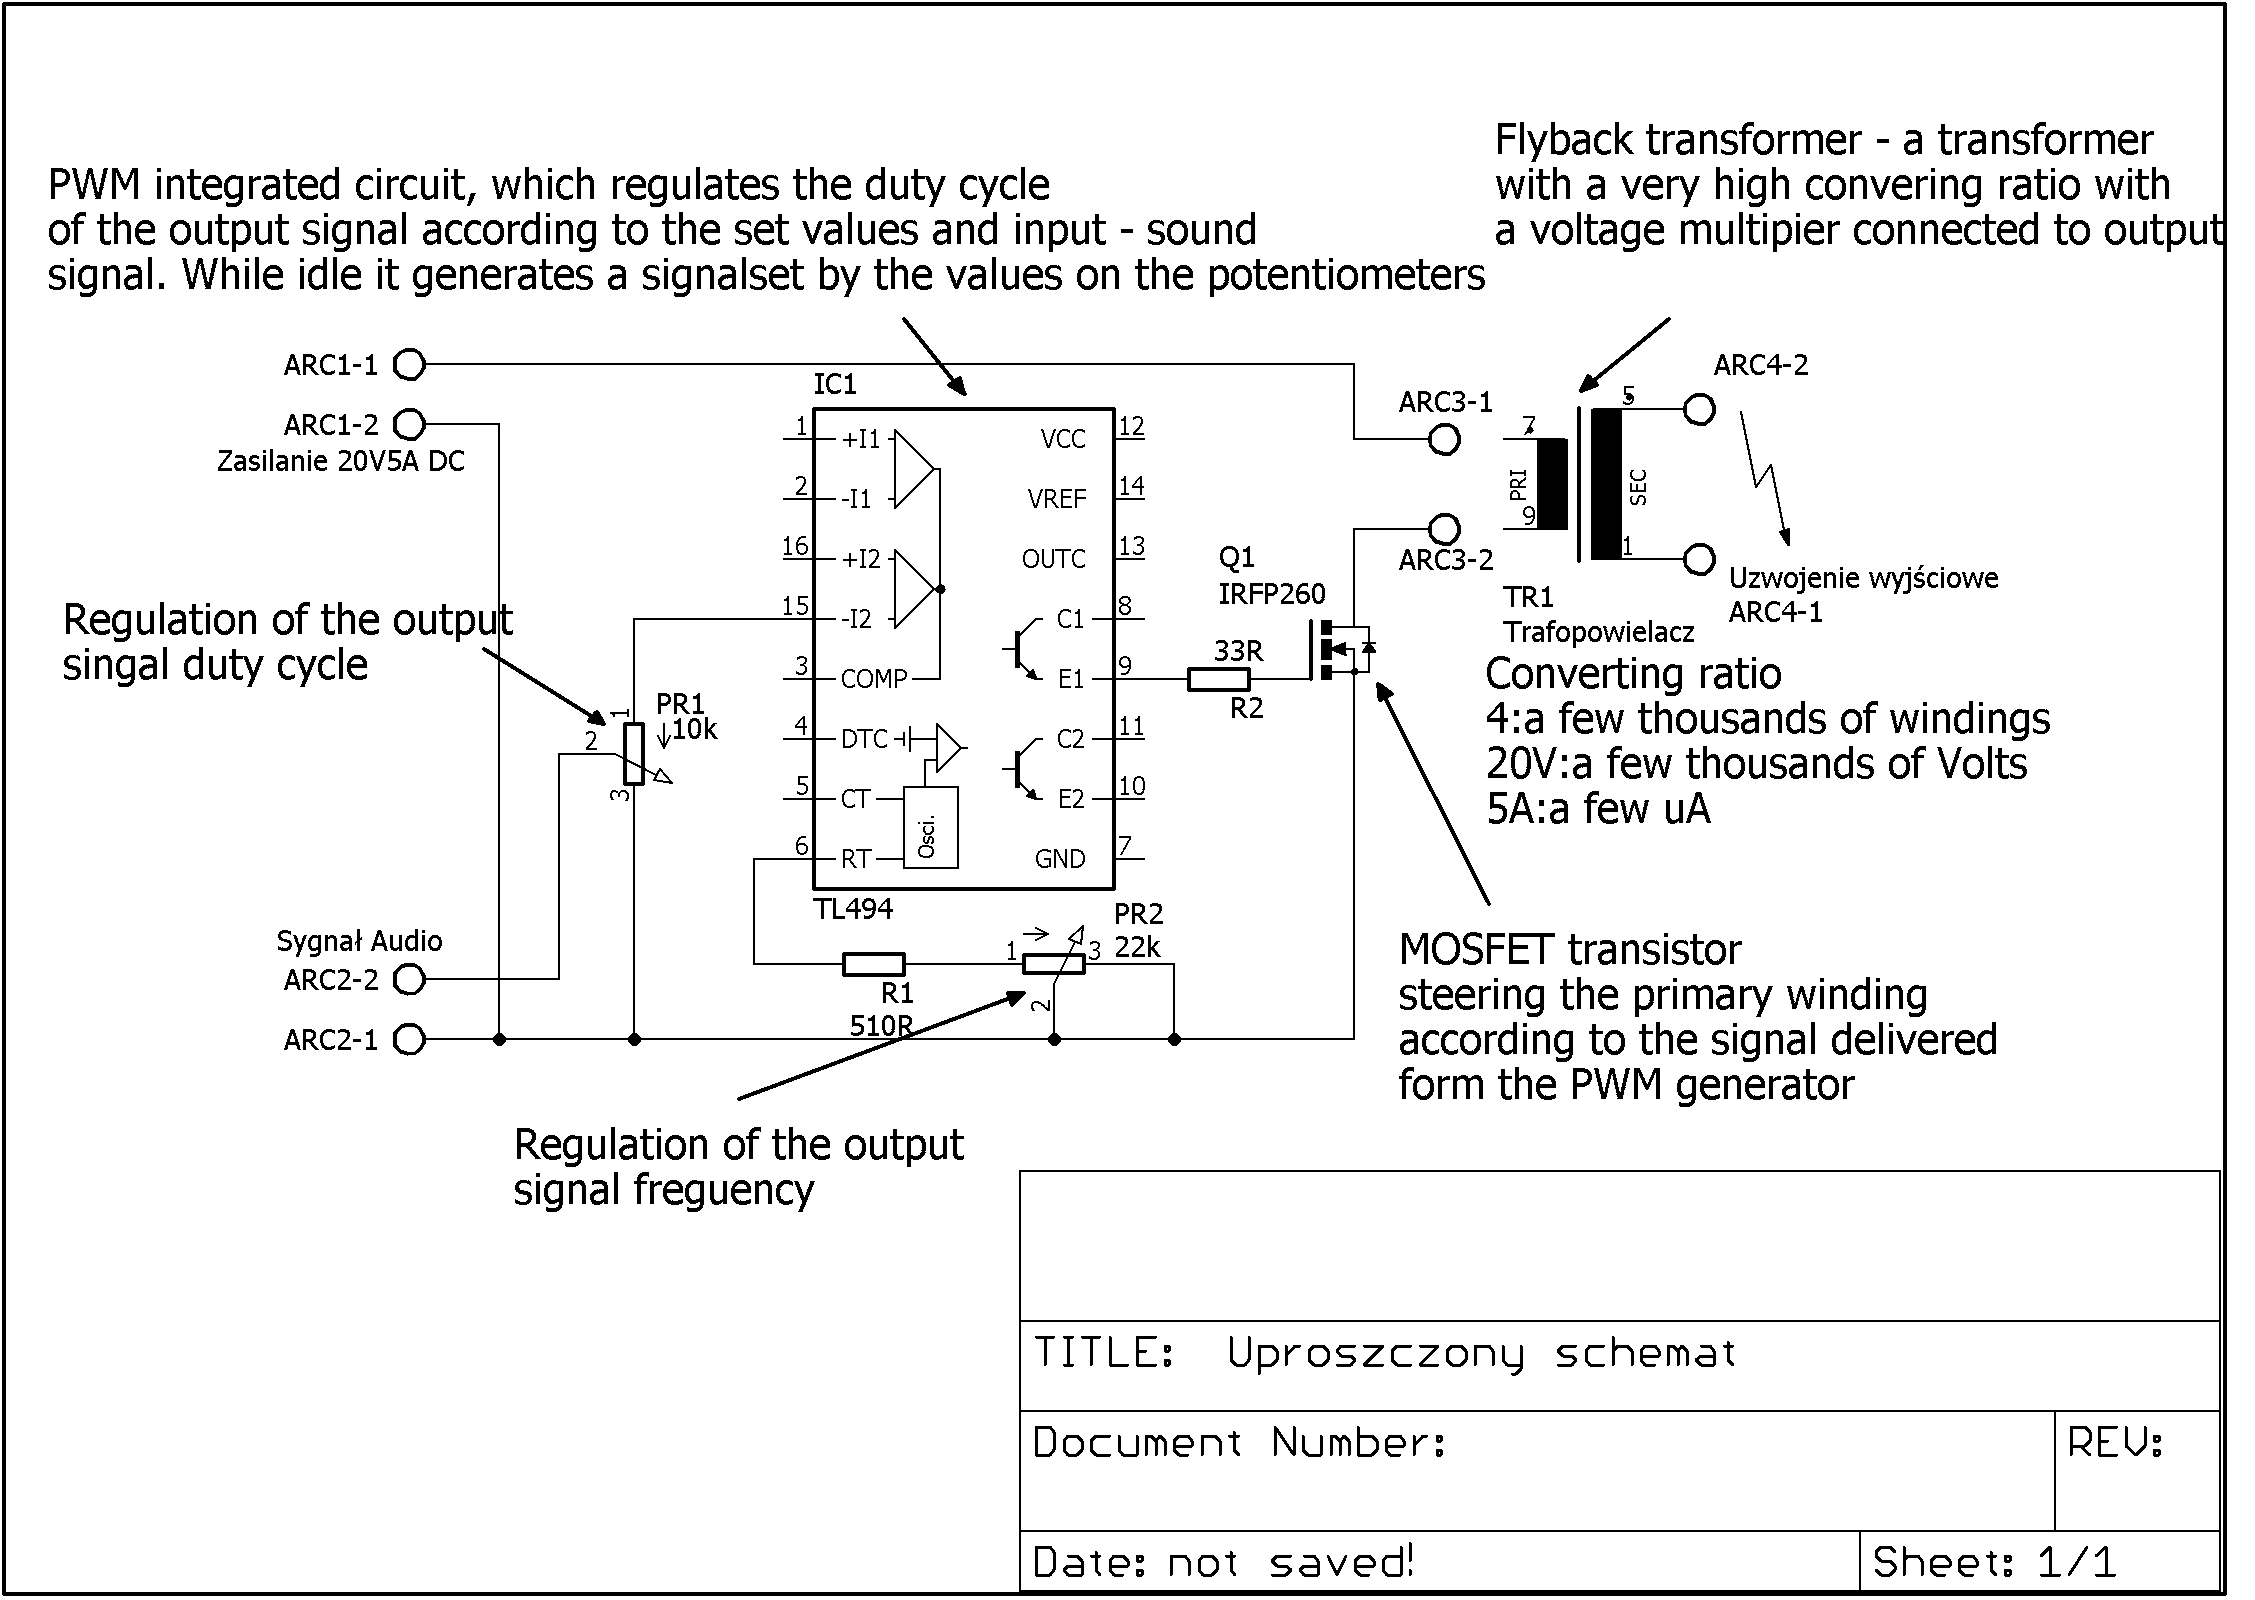 Flyback transformer - a transformer
with a very high convering ratio with
a voltage multipier connected to output
PWM integrated circuit, which regulates the duty cycle
of the output signal according to the set values and input - sound
signal. While idle it generates a signalset by the values on the potentiometers
ARC1-1
ARC1-2
Zasilanie 20V5A DC
IC1
1 +I1
2 -I1
16 +I2
15 -I2
3 COMP
4 DTC
5 CT
6 RT
Osci.
VCC 12
VREF 14
OUTC 13
C1 8
E1 9
C2 11
E2 10
GND 7
TL494
ARC3-1
ARC3-2
7
9
PRI
SEC
5
1
ARC4-2
Uzwojenie wyjściowe
ARC4-1
TR1
Trafopowielacz
Converting ratio
4:a few thousands of windings
20V:a few thousands of Volts
5A:a few uA
Q1
IRFP260
33R
R2
Regulation of the output
singal duty cycle
1
2
3
PR1
10k
Sygnał Audio
ARC2-2
ARC2-1
R1
510R
1
2
3
PR2
22k
MOSFET transistor
steering the primary winding
according to the signal delivered
form the PWM generator
Regulation of the output
signal freguency
TITLE: Uproszczony schemat
Document Number:
REV:
Date: not saved!
Sheet: 1/1